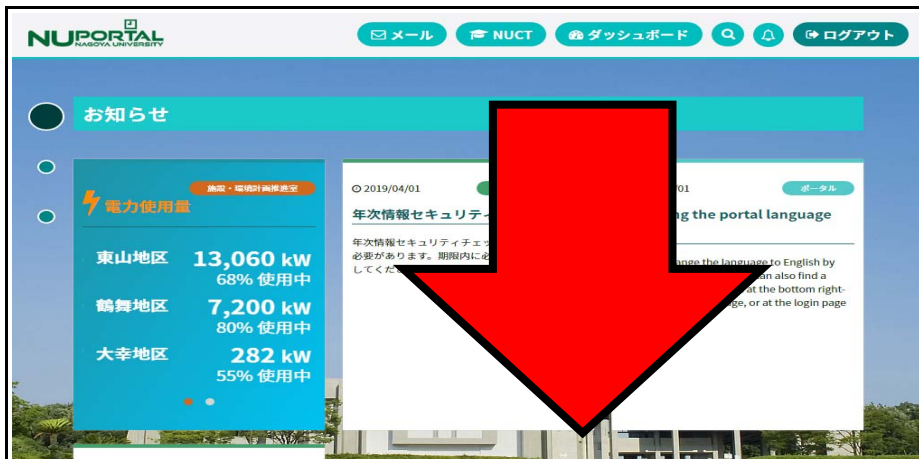 NUPORTAL
NAGOYA UNIVERSITY
メール
NUCT
ダッシュボード
ログアウト
お知らせ
施設・環境計画推進室
電力使用量
東山地区 13,060 kW
68% 使用中
鶴舞地区 7,200 kW
80% 使用中
大幸地区 282 kW
55% 使用中
2019/04/01
年次情報セキュリティ
年次情報セキュリティチェッ
必要があります。期限内に
してくだ
01
ポータル
the portal language
the language to English by
also find a
at the bottom right-
or at the login page